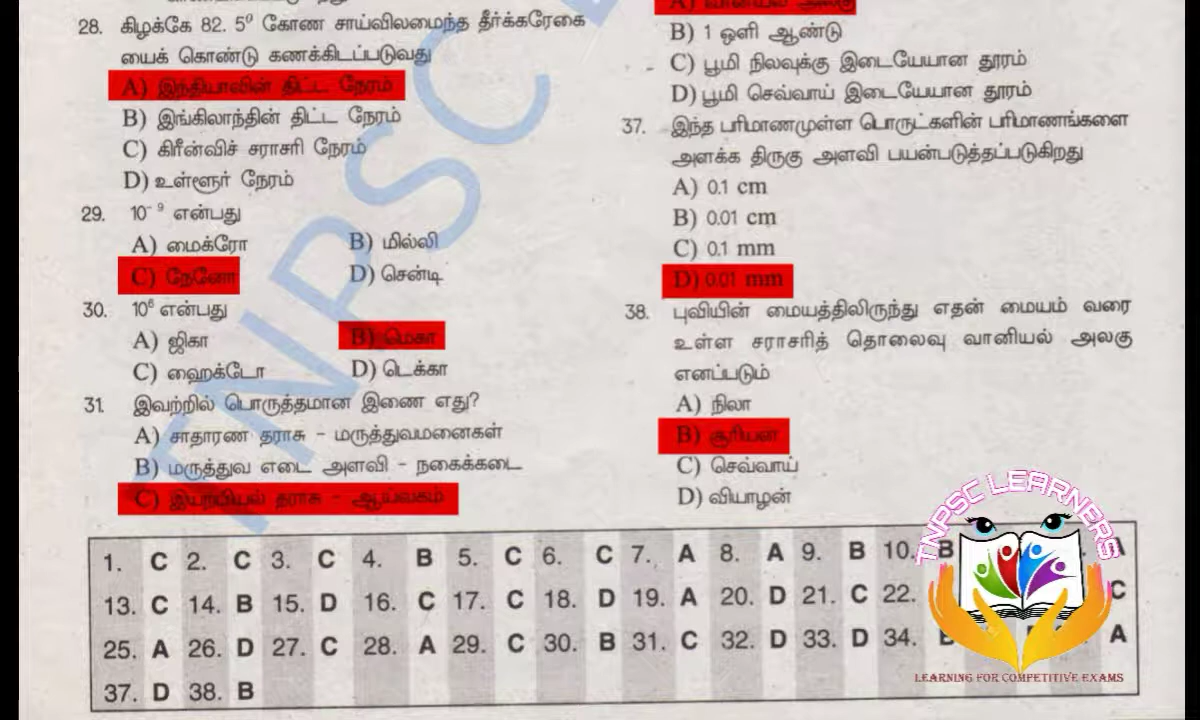 28. கிழக்கே 82. 5⁰ கோண சாய்விலமைந்த தீர்க்கரேகை
யைக் கொண்டு கணக்கிடப்படுவது
A) இந்தியாவின் திட்ட நேரம்
B) இங்கிலாந்தின் திட்ட நேரம்
C) கிரீன்விச் சராசரி நேரம்
D) உள்ளூர் நேரம்
29. 10⁻⁹ என்பது
A) மைக்ரோ B) மில்லி
C) நேனோ D) சென்டி
30. 10⁶ என்பது
A) ஜிகா B) மெகா
C) ஹைக்டோ D) டெக்கா
31. இவற்றில் பொருத்தமான இணை எது?
A) சாதாரண தராசு - மருத்துவமனைகள்
B) மருத்துவ எடை அளவி - நகைக்கடை
C) இயற்பியல் தராசு - ஆய்வகம்
A) வானியல் அலகு
B) 1 ஒளி ஆண்டு
C) பூமி நிலவுக்கு இடையேயான தூரம்
D) பூமி செவ்வாய் இடையேயான தூரம்
37. இந்த பரிமாணமுள்ள பொருட்களின் பரிமாணங்களை
அளக்க திருகு அளவி பயன்படுத்தப்படுகிறது
A) 0.1 cm
B) 0.01 cm
C) 0.1 mm
D) 0.01 mm
38. புவியின் மையத்திலிருந்து எதன் மையம் வரை
உள்ள சராசரித் தொலைவு வானியல் அலகு
எனப்படும்
A) நிலா
B) சூரியன்
C) செவ்வாய்
D) வியாழன்
1. C 2. C 3. C 4. B 5. C 6. C 7. A 8. A 9. B 10. B A
13. C 14. B 15. D 16. C 17. C 18. D 19. A 20. D 21. C 22. C
25. A 26. D 27. C 28. A 29. C 30. B 31. C 32. D 33. D 34. A
37. D 38. B
TNPSC
TNPSC LEARNERS
LEARNING FOR COMPETITIVE EXAMS